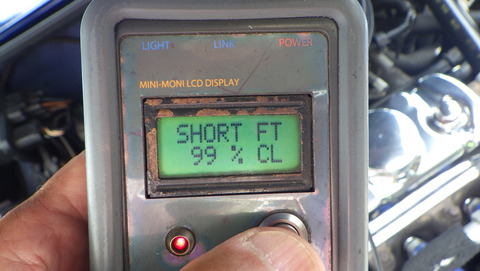 LIGHT LINK POWER
MINI-MONI LCD DISPLAY
SHORT FT
99 % CL